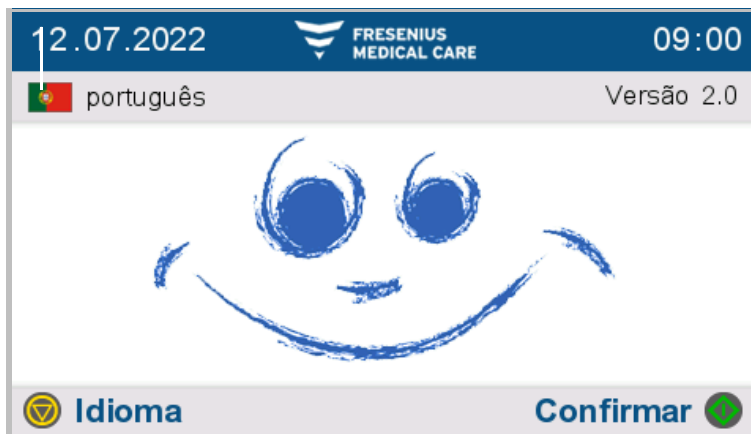 12.07.2022 FRESENIUS MEDICAL CARE 09:00
português Versão 2.0
Idioma Confirmar